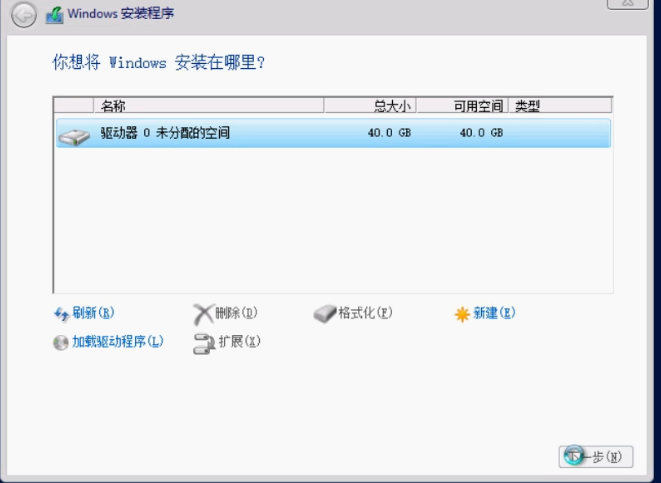 Windows 安装程序
你想将 Windows 安装在哪里?
名称 总大小 可用空间 类型
驱动器 0 未分配的空间 40.0 GB 40.0 GB
刷新(R) 删除(D) 格式化(F) 新建(E)
加载驱动程序(L) 扩展(X)
下一步(N)